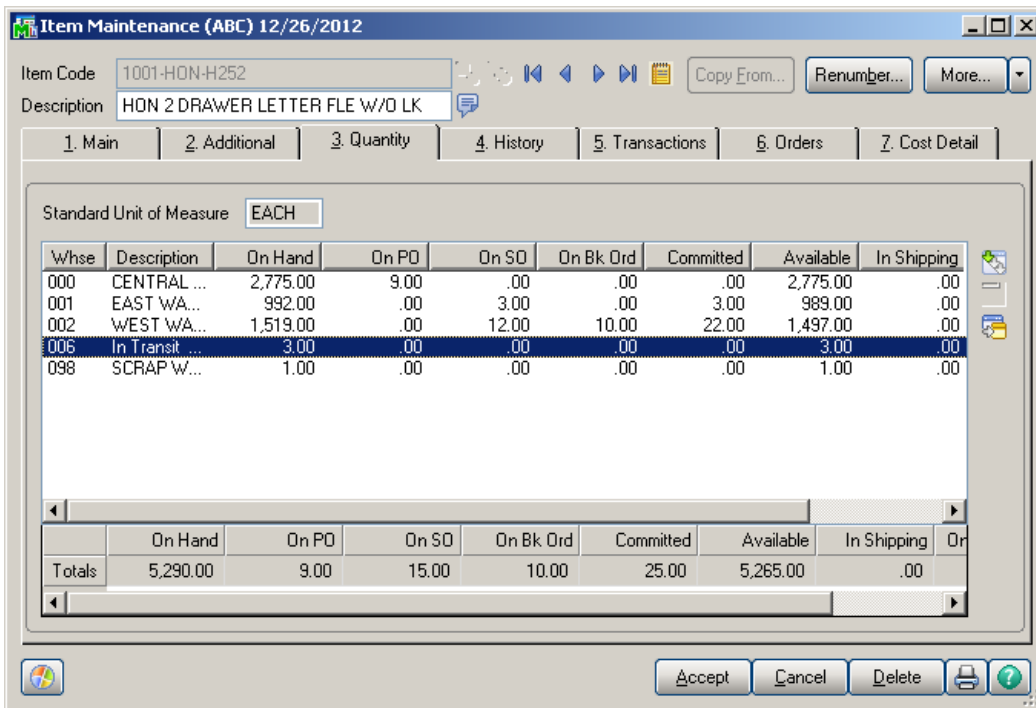 Item Maintenance (ABC) 12/26/2012
Item Code 1001-HON-H252 Copy From... Renumber... More...
Description HON 2 DRAWER LETTER FLE W/O LK
1. Main 2. Additional 3. Quantity 4. History 5. Transactions 6. Orders 7. Cost Detail
Standard Unit of Measure EACH
Whse Description On Hand On PO On SO On Bk Ord Committed Available In Shipping
000 CENTRAL ... 2,775.00 9.00 .00 .00 .00 2,775.00 .00
001 EAST WA... 992.00 .00 3.00 .00 3.00 989.00 .00
002 WEST WA... 1,519.00 .00 12.00 10.00 22.00 1,497.00 .00
006 In Transit ... 3.00 .00 .00 .00 .00 3.00 .00
098 SCRAP W... 1.00 .00 .00 .00 .00 1.00 .00
On Hand On PO On SO On Bk Ord Committed Available In Shipping Or
Totals 5,290.00 9.00 15.00 10.00 25.00 5,265.00 .00
Accept Cancel Delete